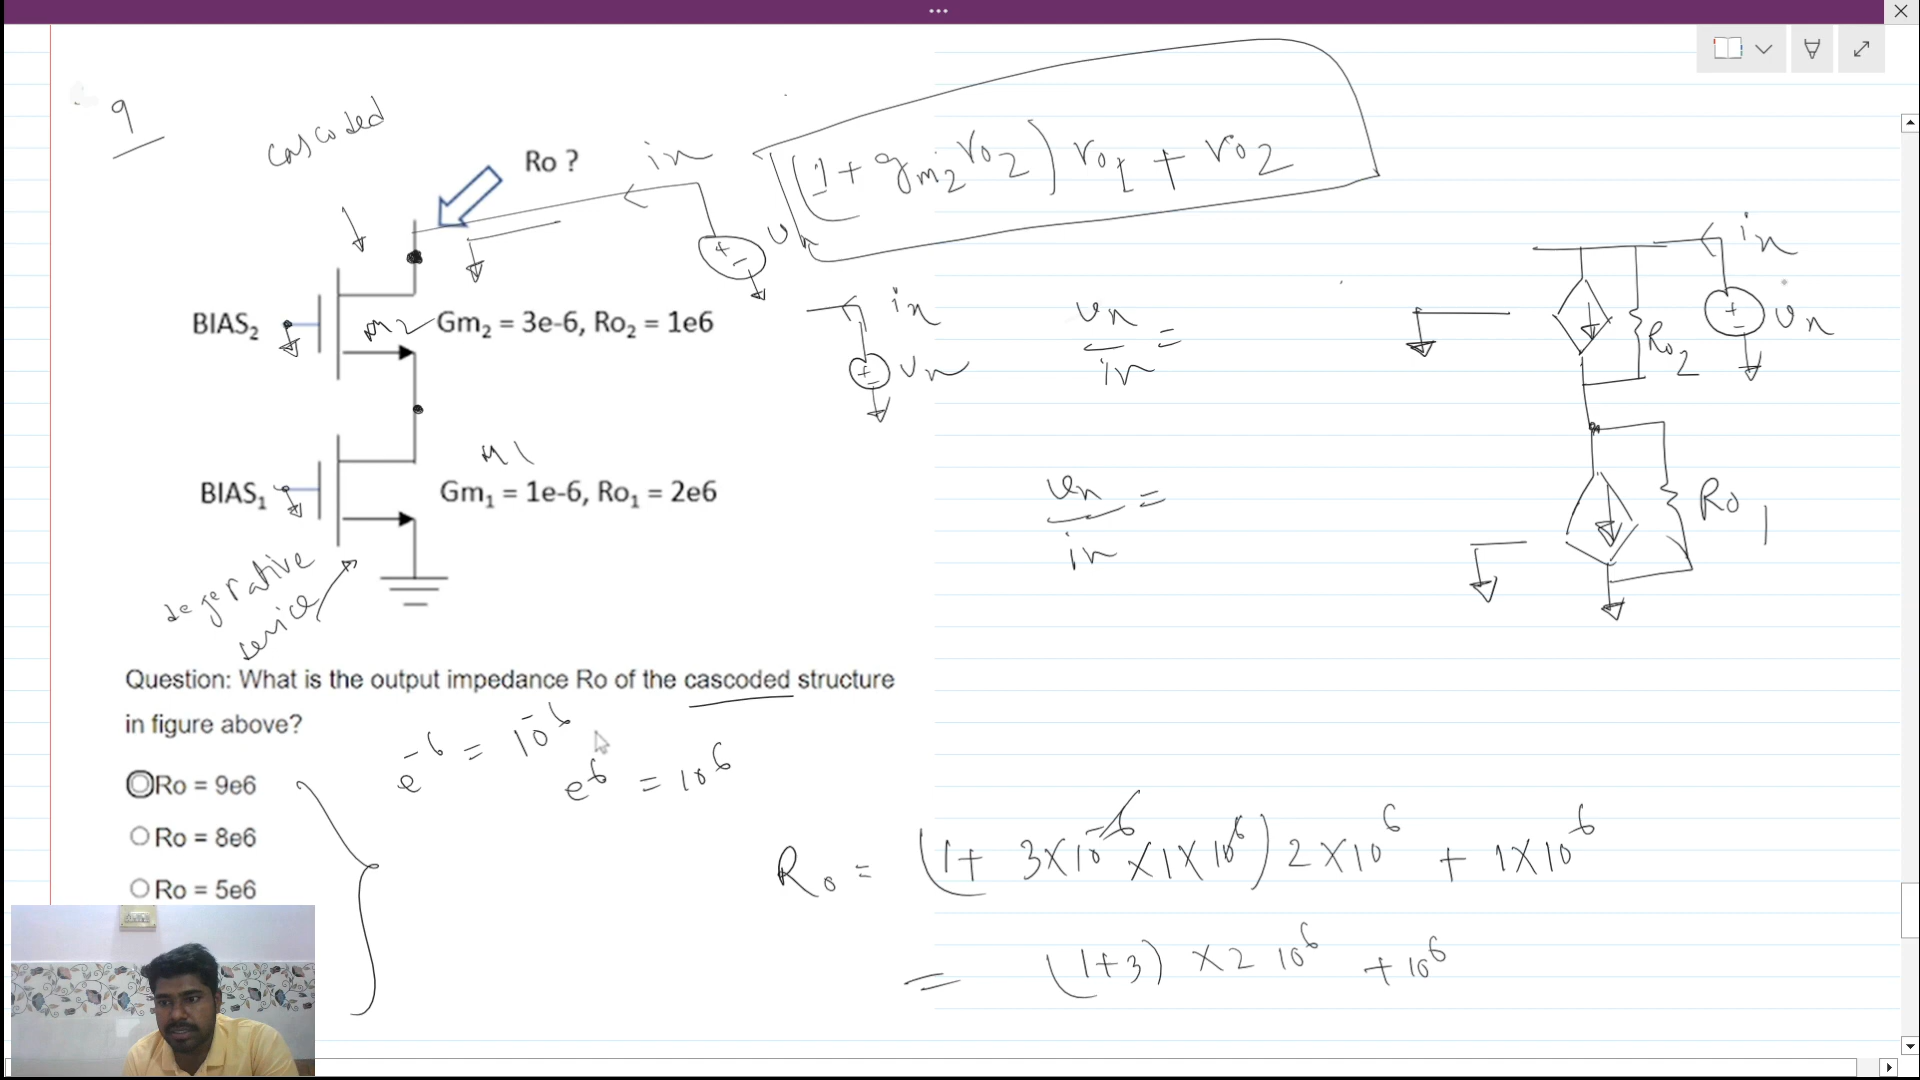 9
cascoded
Ro ?
in
(1 + gm2 ro2) ro1 + ro2
in
vn
BIAS2
M2
Gm2 = 3e-6, Ro2 = 1e6
in
vn
vn
in
=
Ro2
vn
M1
BIAS1
Gm1 = 1e-6, Ro1 = 2e6
vn
in
=
Ro1
Question: What is the output impedance Ro of the cascoded structure
in figure above?
e-6 = 10-6
e6 = 106
Ro = 9e6
Ro = 8e6
Ro = 5e6
Ro = (1 + 3×10-6 ×1×106) 2×106 + 1×106
= (1+3) ×2 106 + 106